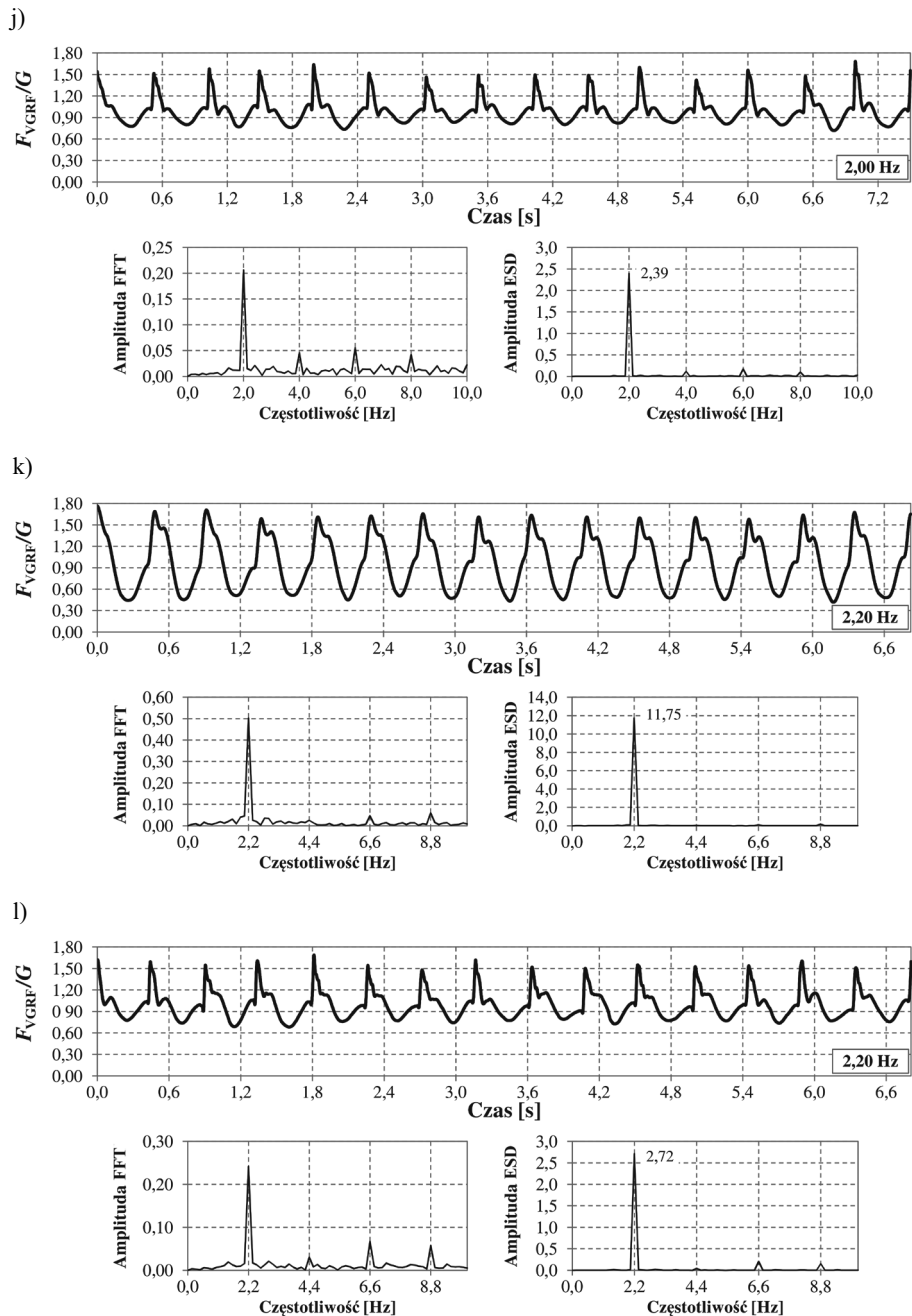 j)
1,80
1,50
1,20
0,90
0,60
0,30
0,00
F_VGRF/G
2,00 Hz
0,0 0,6 1,2 1,8 2,4 3,0 3,6 4,2 4,8 5,4 6,0 6,6 7,2
Czas [s]
0,25
0,20
0,15
0,10
0,05
0,00
Amplituda FFT
0,0 2,0 4,0 6,0 8,0 10,0
Częstotliwość [Hz]
3,0
2,5
2,0
1,5
1,0
0,5
0,0
Amplituda ESD
2,39
0,0 2,0 4,0 6,0 8,0 10,0
Częstotliwość [Hz]
k)
1,80
1,50
1,20
0,90
0,60
0,30
0,00
F_VGRF/G
2,20 Hz
0,0 0,6 1,2 1,8 2,4 3,0 3,6 4,2 4,8 5,4 6,0 6,6
Czas [s]
0,60
0,50
0,40
0,30
0,20
0,10
0,00
Amplituda FFT
0,0 2,2 4,4 6,6 8,8
Częstotliwość [Hz]
14,0
12,0
10,0
8,0
6,0
4,0
2,0
0,0
Amplituda ESD
11,75
0,0 2,2 4,4 6,6 8,8
Częstotliwość [Hz]
l)
1,80
1,50
1,20
0,90
0,60
0,30
0,00
F_VGRF/G
2,20 Hz
0,0 0,6 1,2 1,8 2,4 3,0 3,6 4,2 4,8 5,4 6,0 6,6
Czas [s]
0,30
0,20
0,10
0,00
Amplituda FFT
0,0 2,2 4,4 6,6 8,8
Częstotliwość [Hz]
3,0
2,5
2,0
1,5
1,0
0,5
0,0
Amplituda ESD
2,72
0,0 2,2 4,4 6,6 8,8
Częstotliwość [Hz]